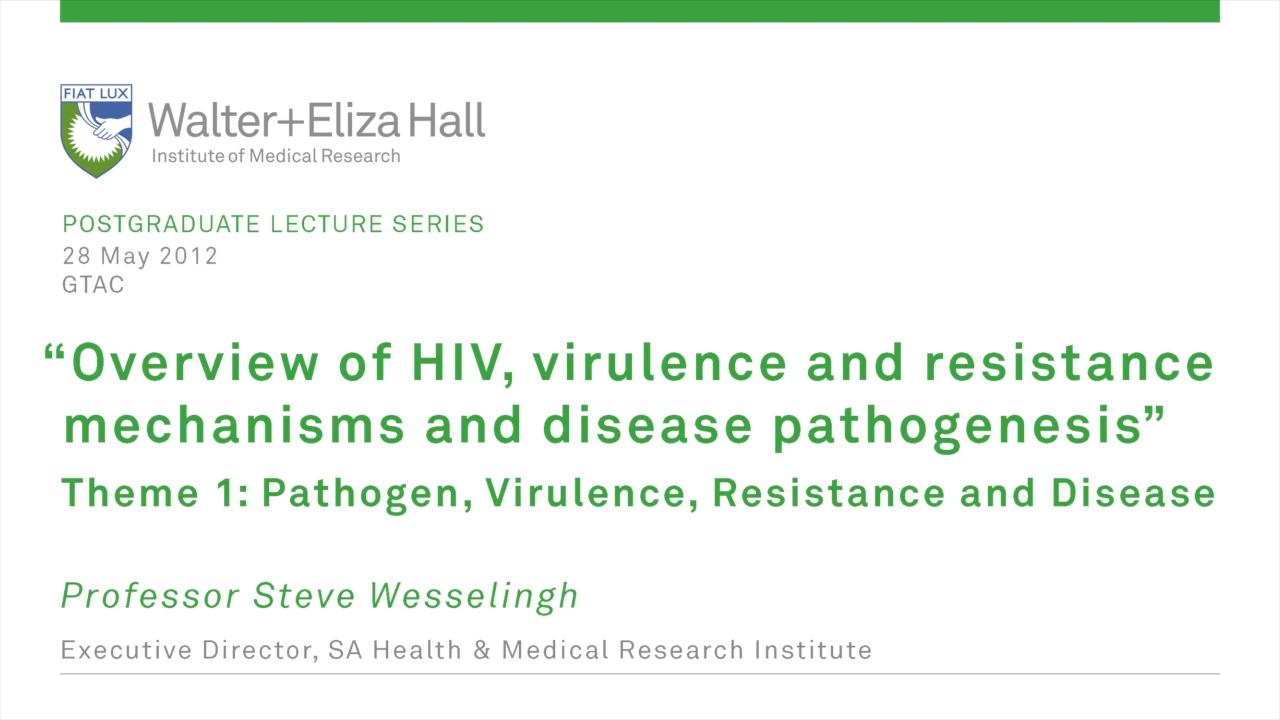 FIAT LUX
Walter+Eliza Hall
Institute of Medical Research
POSTGRADUATE LECTURE SERIES
28 May 2012
GTAC
“Overview of HIV, virulence and resistance
mechanisms and disease pathogenesis”
Theme 1: Pathogen, Virulence, Resistance and Disease
Professor Steve Wesselingh
Executive Director, SA Health & Medical Research Institute